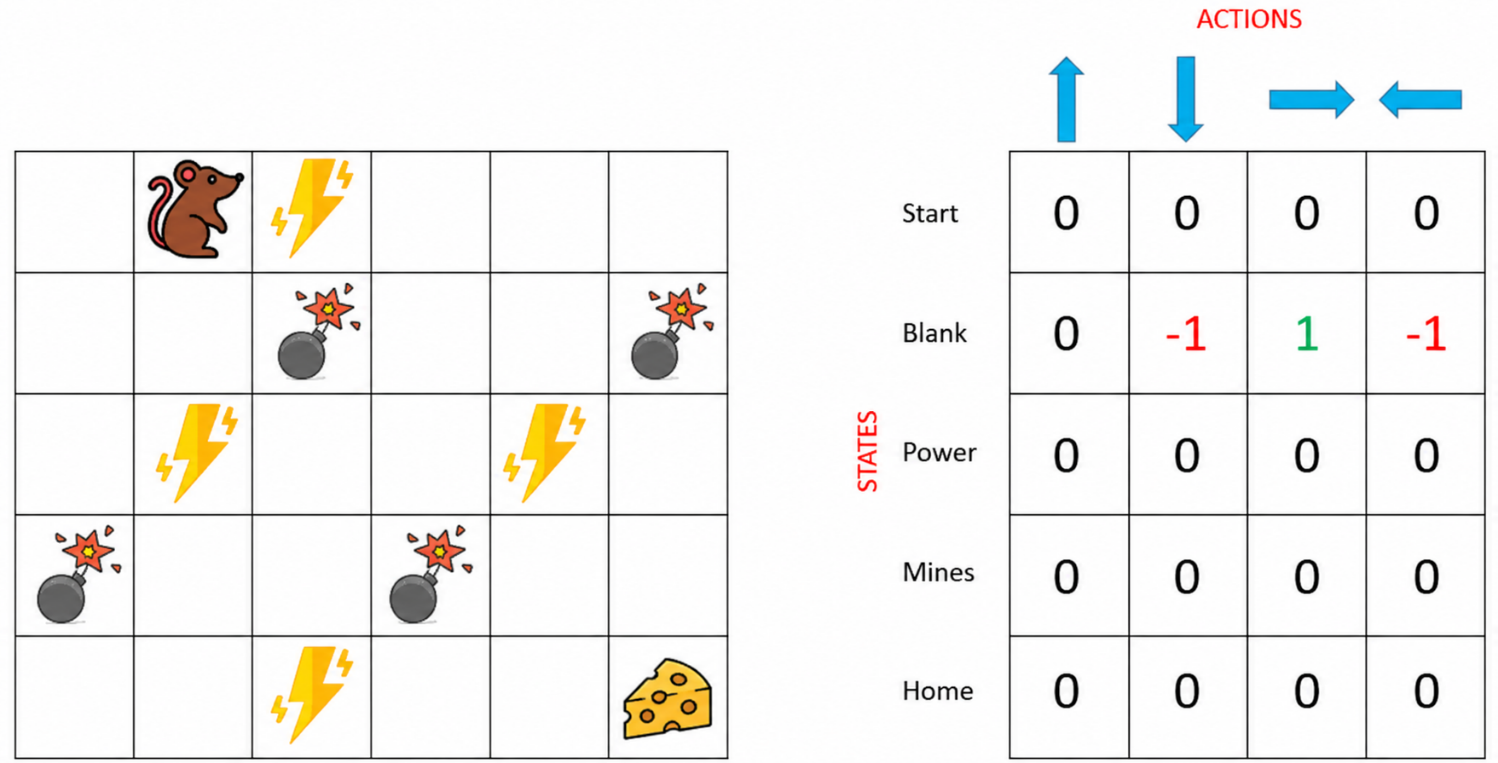 ACTIONS
Start 0 0 0 0
Blank 0 -1 1 -1
STATES
Power 0 0 0 0
Mines 0 0 0 0
Home 0 0 0 0